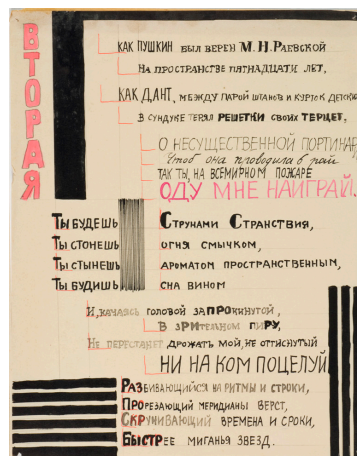 ВТОРАЯ
КАК ПУШКИН БЫЛ ВЕРЕН М. Н. РАЕВСКОЙ
НА ПРОСТРАНСТВЕ ПЯТНАДЦАТИ ЛЕТ,
КАК ДАНТ, МЕЖДУ ПАРОЙ ШТАНОВ И КУРТОК ДЕТСКИХ
В СУНДУКЕ ТЕРЯЛ РЕШЕТКИ СВОИХ ТЕРЦЕТ,
О НЕСУЩЕСТВЕННОЙ ПОРТИНАР
Чтоб она проводила в рай
ТАК ТЫ, НА ВСЕМИРНОМ ПОЖАРЕ
ОДУ МНЕ НАИГРАЙ.
ТЫ БУДЕШЬ СТРУНАМИ СТРАНСТВИЯ,
ТЫ СТОНЕШЬ ОГНЯ СМЫЧКОМ,
ТЫ СТЫНЕШЬ АРОМАТОМ ПРОСТРАНСТВЕННЫМ,
ТЫ БУДИШЬ СНА ВИНОМ
И, КАЧАЯСЬ ГОЛОВОЙ ЗАПРОКИНУТОЙ,
В ЗРИТЕЛЬНОМ ПИРУ,
НЕ ПЕРЕСТАНЕТ ДРОЖАТЬ МОЙ, НЕ ОТТИСНУТЫЙ
НИ НА КОМ ПОЦЕЛУЙ
РАЗБИВАЮЩИЙСЯ НА РИТМЫ И СТРОКИ,
ПРОРЕЗАЮЩИЙ МЕРИДИАНЫ ВЕРСТ,
СКРУЧИВАЮЩИЙ ВРЕМЕНА И СРОКИ,
БЫСТРЕЕ МИГАНЬЯ ЗВЕЗД.